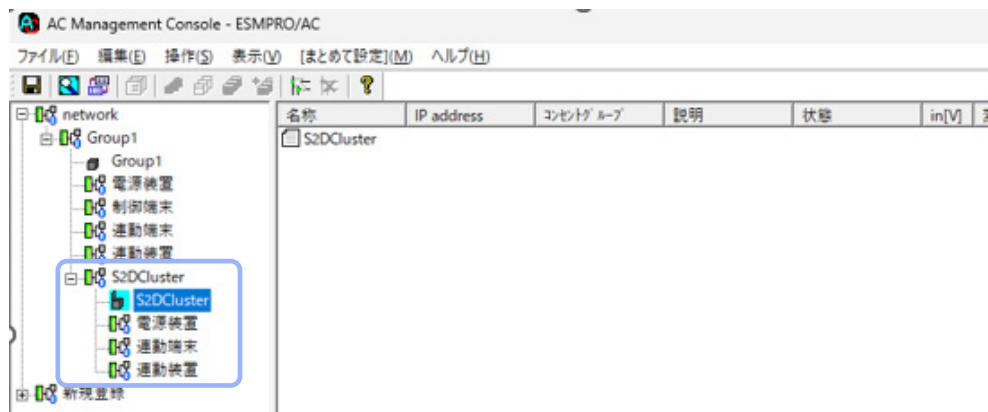 AC Management Console - ESMPRO/AC
ファイル(F) 編集(E) 操作(S) 表示(V) [まとめて設定](M) ヘルプ(H)
名称 IP address コンセントグループ 説明 状態 in[V]
S2DCluster
network
Group1
Group1
電源装置
制御端末
連動端末
連動装置
S2DCluster
S2DCluster
電源装置
連動端末
連動装置
新規登録